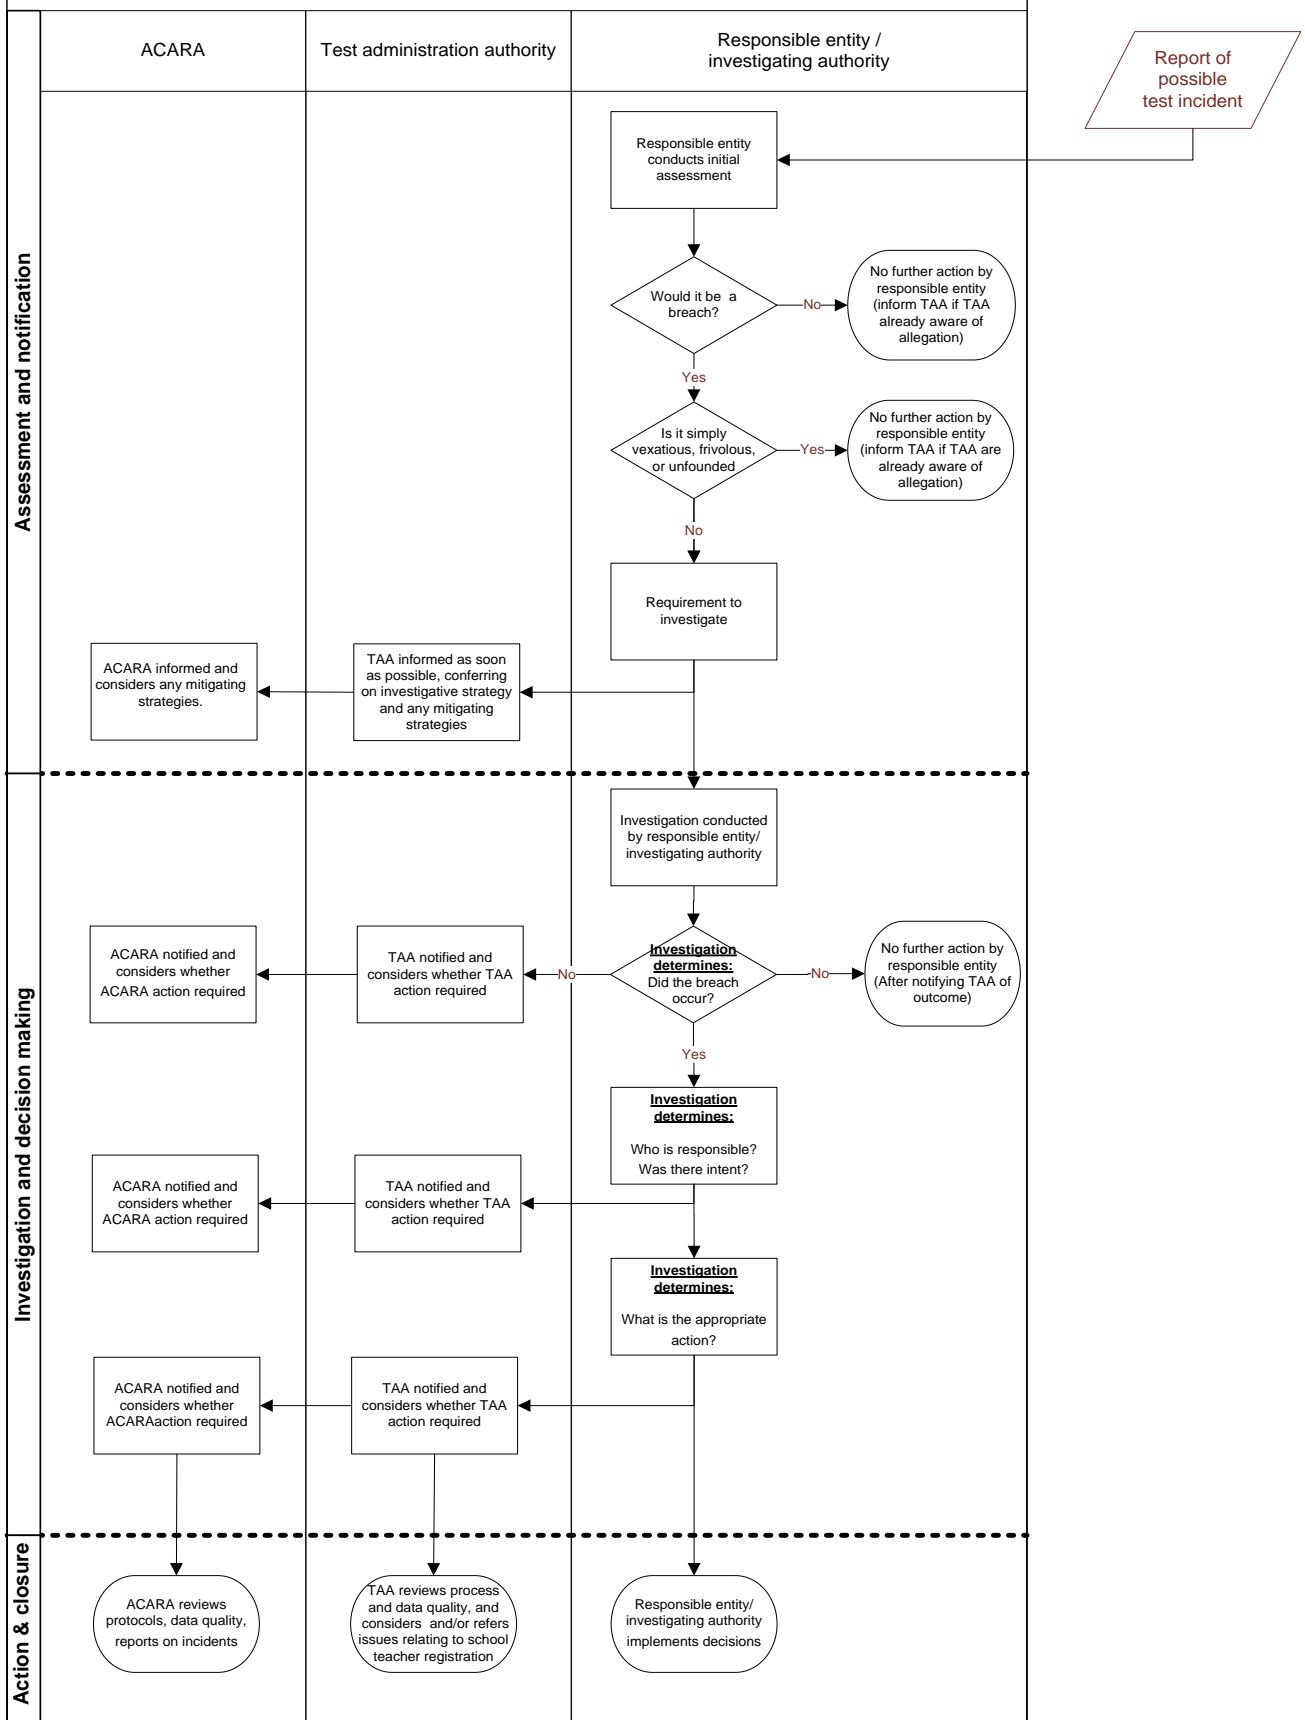 ACARA
Test administration authority
Responsible entity /
investigating authority
Report of
possible
test incident
Assessment and notification
Responsible entity
conducts initial
assessment
Would it be a
breach?
No
No further action by
responsible entity
(inform TAA if TAA
already aware of
allegation)
Yes
Is it simply
vexatious, frivolous,
or unfounded
Yes
No further action by
responsible entity
(inform TAA if TAA are
already aware of
allegation)
No
Requirement to
investigate
ACARA informed and
considers any mitigating
strategies.
TAA informed as soon
as possible, conferring
on investigative strategy
and any mitigating
strategies
Investigation and decision making
Investigation conducted
by responsible entity/
investigating authority
ACARA notified and
considers whether
ACARA action required
TAA notified and
considers whether TAA
action required
No
Investigation
determines:
Did the breach
occur?
No
No further action by
responsible entity
(After notifying TAA of
outcome)
Yes
Investigation
determines:
Who is responsible?
Was there intent?
ACARA notified and
considers whether
ACARA action required
TAA notified and
considers whether TAA
action required
Investigation
determines:
What is the appropriate
action?
ACARA notified and
considers whether
ACARAaction required
TAA notified and
considers whether TAA
action required
Action & closure
ACARA reviews
protocols, data quality,
reports on incidents
TAA reviews process
and data quality, and
considers and/or refers
issues relating to school
teacher registration
Responsible entity/
investigating authority
implements decisions